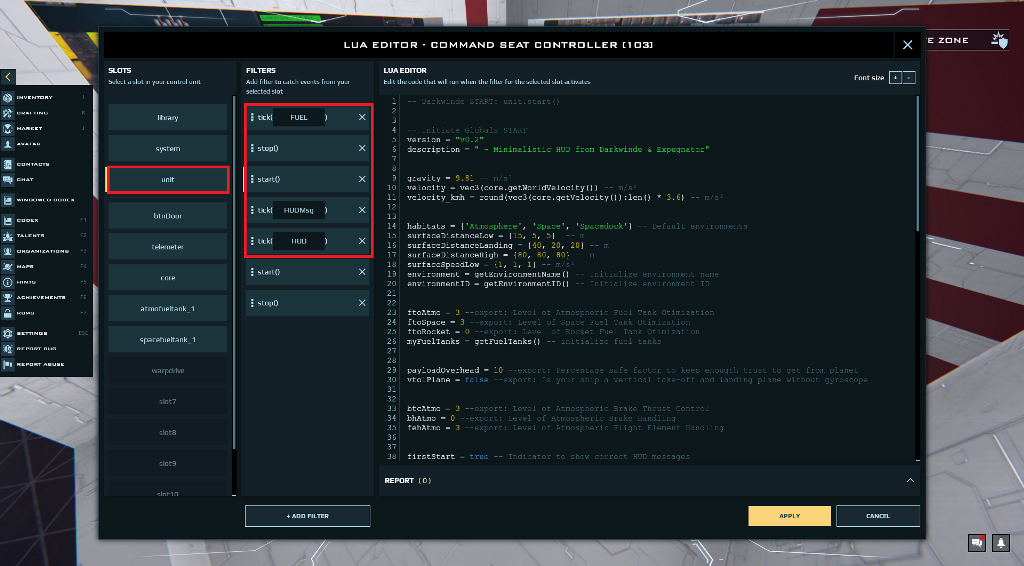 LUA EDITOR - COMMAND SEAT CONTROLLER [103]
E ZONE
INVENTORY I
CRAFTING K
MARKET J
AVATAR
CONTACTS
CHAT
WINDOWED CODEX
CODEX F1
TALENTS F2
ORGANIZATIONS F3
MAPS F4
HINTS F5
ACHIEVEMENTS F6
RDMS F7
SETTINGS ESC
REPORT BUG
REPORT ABUSE
SLOTS
Select a slot in your control unit
library
system
unit
btnDoor
telemeter
core
atmofueltank_1
spacefueltank_1
warpdrive
slot7
slot8
slot9
slot10
FILTERS
Add filter to catch events from your
selected slot
tick( FUEL )
stop()
start()
tick( HUDMsg )
tick( HUD )
start()
stop()
+ ADD FILTER
LUA EDITOR
Edit the code that will run when the filter for the selected slot activates
Font size + -
1 -- Darkwinde START: unit.start()
2
3
4 -- Initiate Globals START
5 version = "v0.2"
6 description = " - Mininalistic HUD from Darkwinde & Expugnator"
7
8
9 gravity = 9.81 -- m/s²
10 velocity = vec3(core.getWorldVelocity()) -- m/s²
11 velocity_kmh = round(vec3(core.getVelocity()):len() * 3.6) -- m/s²
12
13
14 habitats = {'Atmosphere', 'Space', 'Spacedock'} -- Default environments
15 surfaceDistanceLow = {15, 5, 5} -- m
16 surfaceDistanceLanding = {40, 20, 20} -- m
17 surfaceDistanceHigh = {80, 80, 80} -- m
18 surfaceSpeedLow = {1, 1, 1} -- m/s²
19 environment = getEnvironmentName() -- Initialize environment name
20 environmentID = getEnvironmentID() -- Initialize environment ID
21
22
23 ftoAtmo = 3 --export: Level of Atmospheric Fuel Tank Otimization
24 ftoSpace = 3 --export: Level of Space Fuel Tank Otimization
25 ftoRocket = 0 --export: Level of Rocket Fuel Tank Otimization
26 myFuelTanks = getFuelTanks() -- initialize fuel tanks
27
28
29 payloadOverhead = 10 --export: Percentage safe factor to keep enougth trust to get from planet
30 vtolPlane = false --export: Is your ship a vertical take-off and landing plane without gyroscope
31
32
33 btcAtmo = 3 --export: Level of Atmospheric Brake Thrust Control
34 bhAtmo = 0 --export: Level of Atmospheric Brake Handling
35 fehAtmo = 3 --export: Level of Atmospheric Flight Element Handling
36
37
38 firstStart = true -- Indicator to show correct HUD messages
REPORT (0)
APPLY
CANCEL